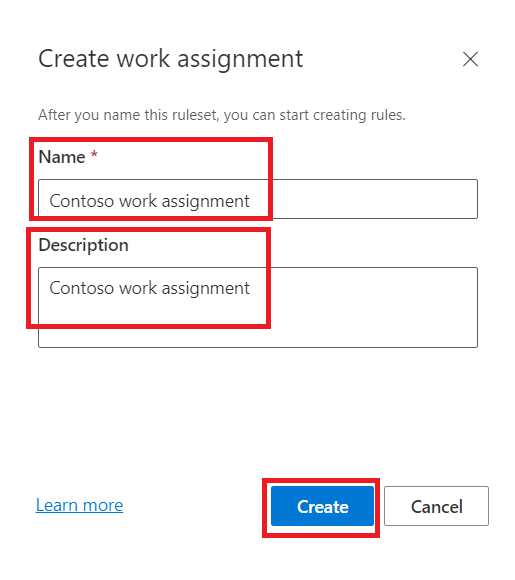 Create work assignment
After you name this ruleset, you can start creating rules.
Name *
Contoso work assignment
Description
Contoso work assignment
Learn more
Create
Cancel